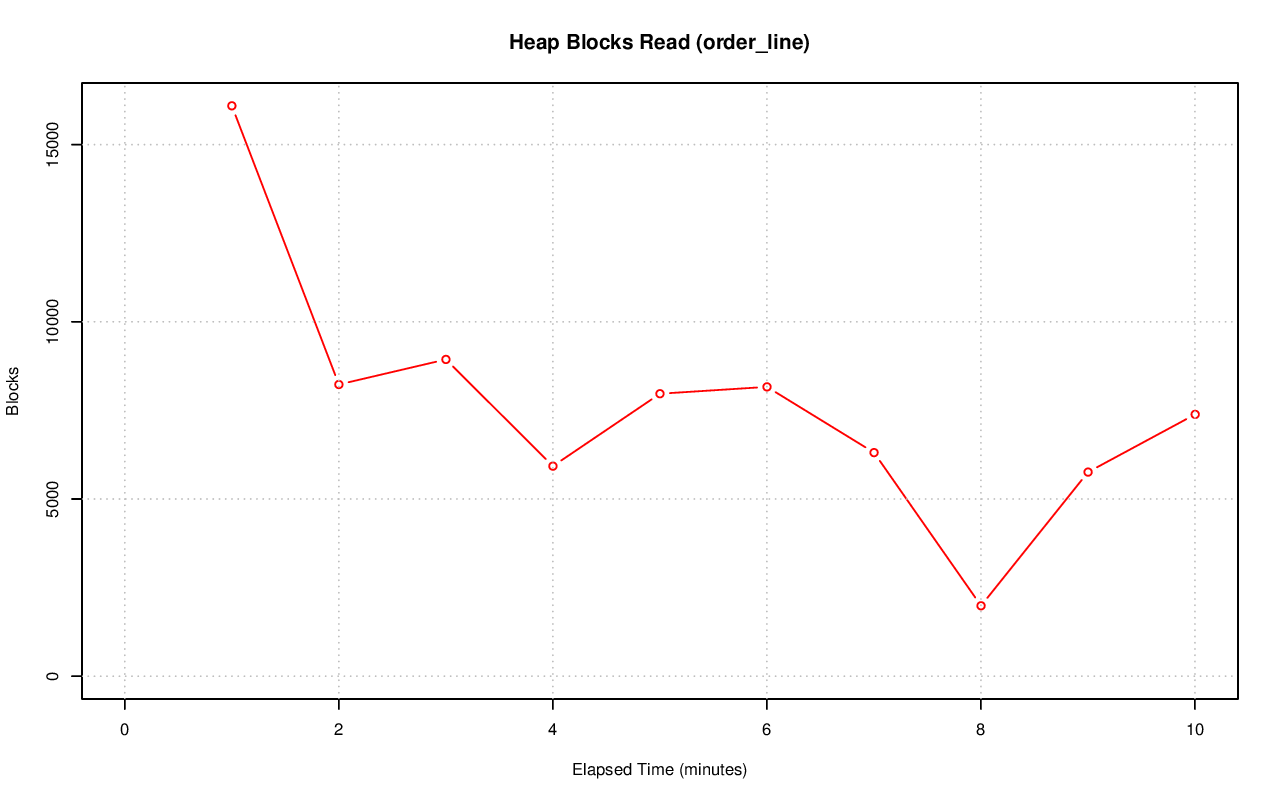 Heap Blocks Read (order_line)
Blocks
15000
10000
5000
0
0 2 4 6 8 10
Elapsed Time (minutes)